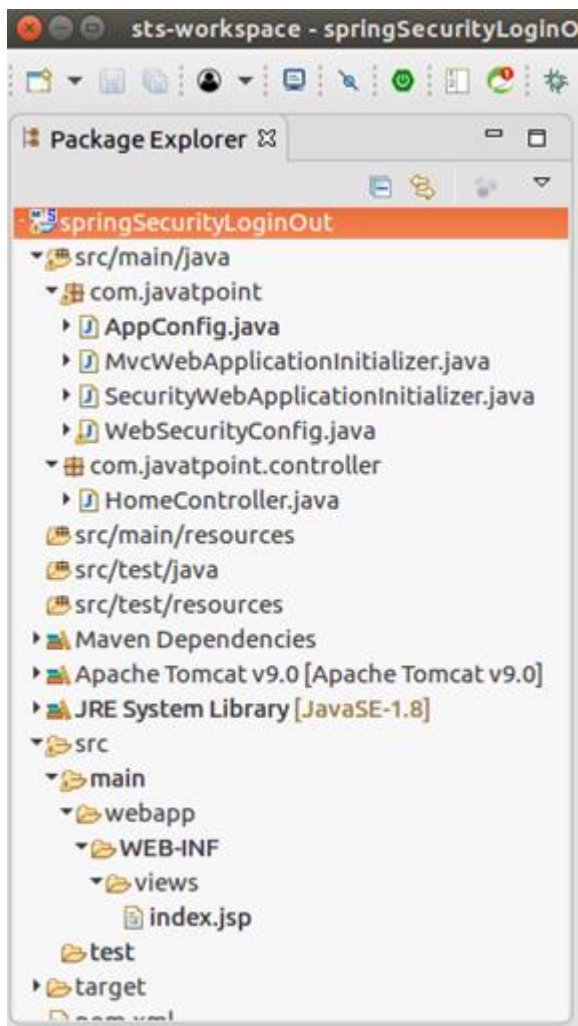 sts-workspace - springSecurityLoginO
Package Explorer
springSecurityLoginOut
src/main/java
com.javatpoint
AppConfig.java
MvcWebApplicationInitializer.java
SecurityWebApplicationInitializer.java
WebSecurityConfig.java
com.javatpoint.controller
HomeController.java
src/main/resources
src/test/java
src/test/resources
Maven Dependencies
Apache Tomcat v9.0 [Apache Tomcat v9.0]
JRE System Library [JavaSE-1.8]
src
main
webapp
WEB-INF
views
index.jsp
test
target